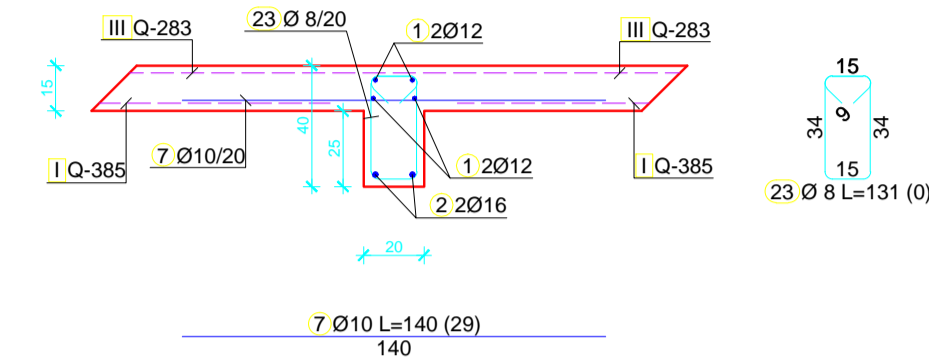 III Q-283
23 Ø 8/20
1 2Ø12
III Q-283
15
40
25
I Q-385
7 Ø10/20
1 2Ø12
I Q-385
2 2Ø16
20
15
34
9
34
15
23 Ø 8 L=131 (0)
7 Ø10 L=140 (29)
140